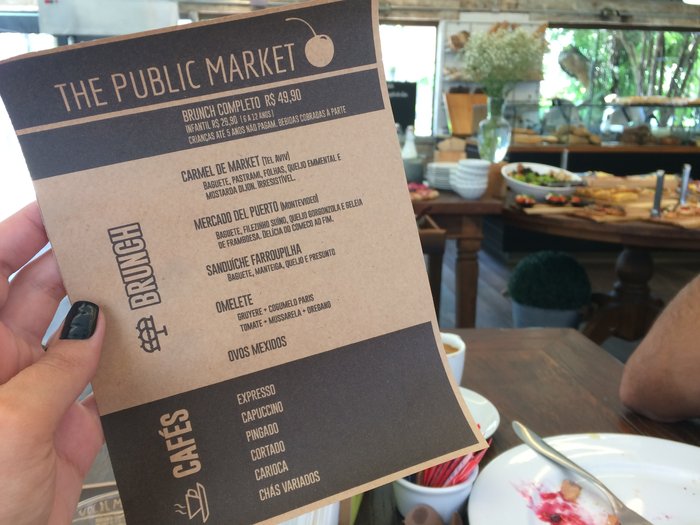 THE PUBLIC MARKET
BRUNCH COMPLETO R$ 49,90
INFANTIL R$ 29,90 | 6 A 12 ANOS |
CRIANÇAS ATÉ 5 ANOS NÃO PAGAM. BEBIDAS COBRADAS À PARTE
BRUNCH
CARMEL DE MARKET (TEL AVIV)
BAGUETE, PASTRAMI, FOLHAS, QUEIJO EMMENTAL E
MOSTARDA DIJON. IRRESISTÍVEL.
MERCADO DEL PUERTO (MONTEVIDEO)
BAGUETE, FILEZINHO SUÍNO, QUEIJO GORGONZOLA E GELEIA
DE FRAMBOESA. DELÍCIA DO COMEÇO AO FIM.
SANDUÍCHE FARROUPILHA
BAGUETE, MANTEIGA, QUEIJO E PRESUNTO
OMELETE
GRUYERE + COGUMELO PARIS
TOMATE + MUSSARELA + OREGANO
OVOS MEXIDOS
CAFÉS
EXPRESSO
CAPUCCINO
PINGADO
CORTADO
CARIOCA
CHÁS VARIADOS